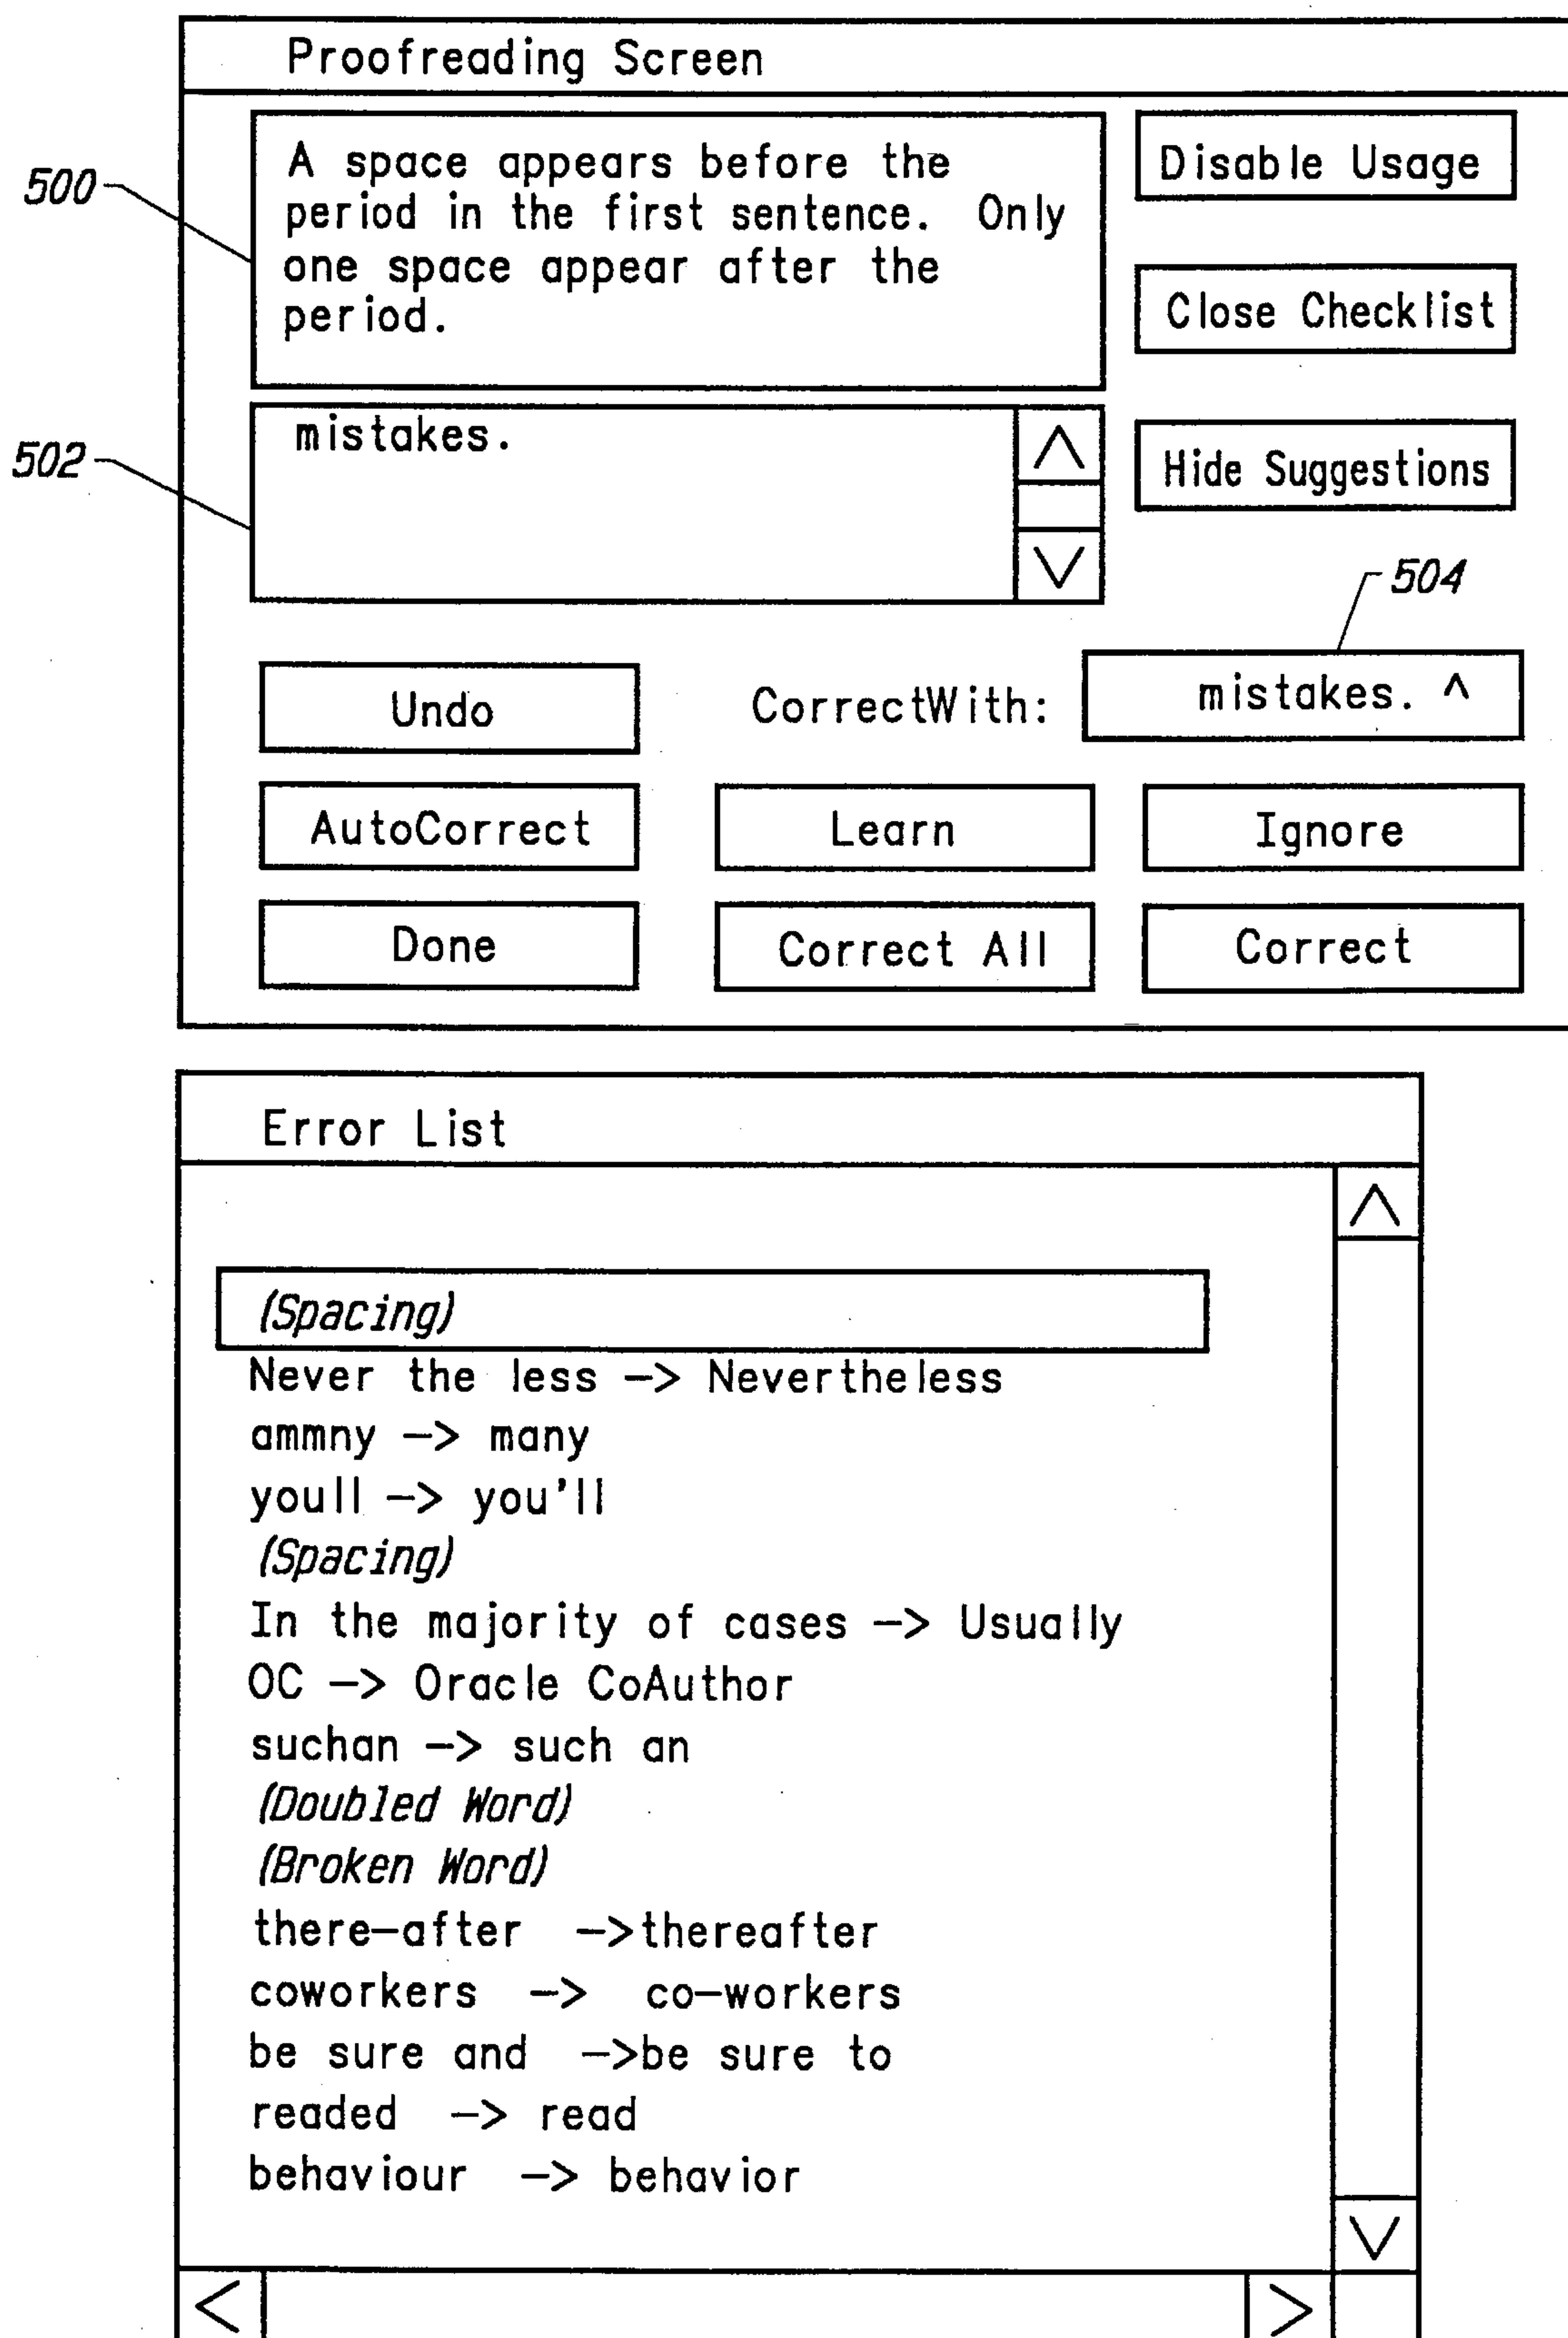 Proofreading Screen
500
A space appears before the
period in the first sentence. Only
one space appear after the
period.
Disable Usage
Close Checklist
502
mistakes.
Hide Suggestions
504
Undo
CorrectWith:
mistakes. ^
AutoCorrect
Learn
Ignore
Done
Correct All
Correct
Error List
(Spacing)
Never the less —> Nevertheless
ammny —> many
youll —> you'll
(Spacing)
In the majority of cases —> Usually
OC —> Oracle CoAuthor
suchan —> such an
(Doubled Word)
(Broken Word)
there—after —>thereafter
coworkers —> co—workers
be sure and —>be sure to
readed —> read
behaviour —> behavior